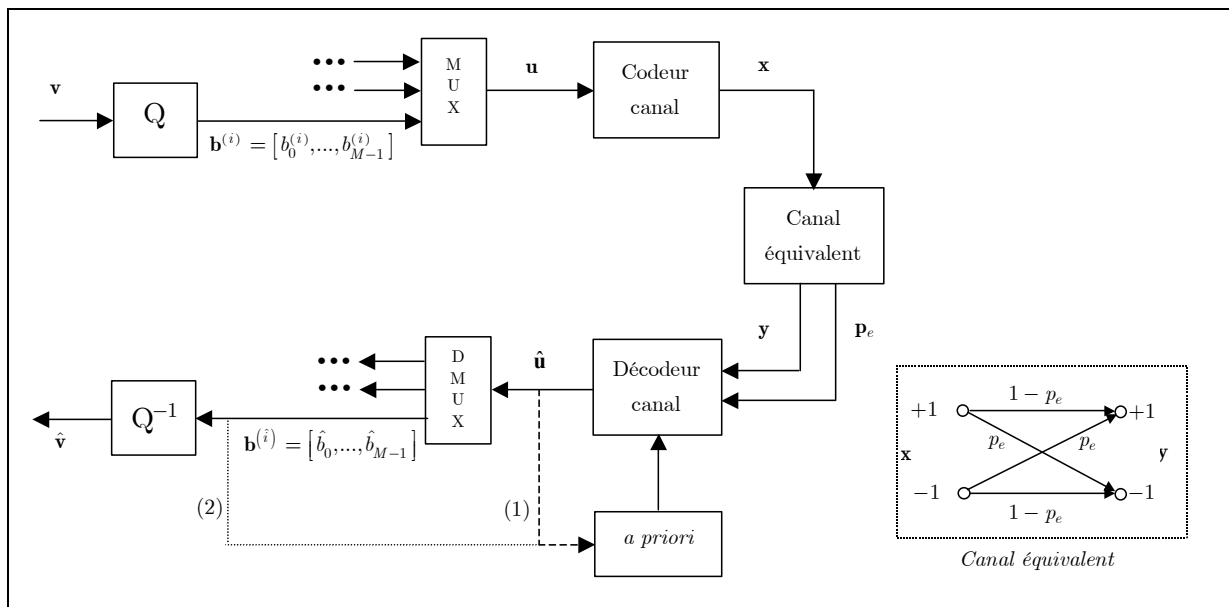 v
Q
b^{(i)} = [b_0^{(i)},...,b_{M-1}^{(i)}]
•••
•••
M
U
X
u
Codeur
canal
x
Canal
équivalent
y
p_e
Décodeur
canal
û
D
M
U
X
•••
•••
b^{(î)} = [b̂_0,...,b̂_{M-1}]
Q^{-1}
v̂
(2)
(1)
a priori
1 − p_e
+1
+1
p_e
p_e
x
y
−1
−1
1 − p_e
Canal équivalent